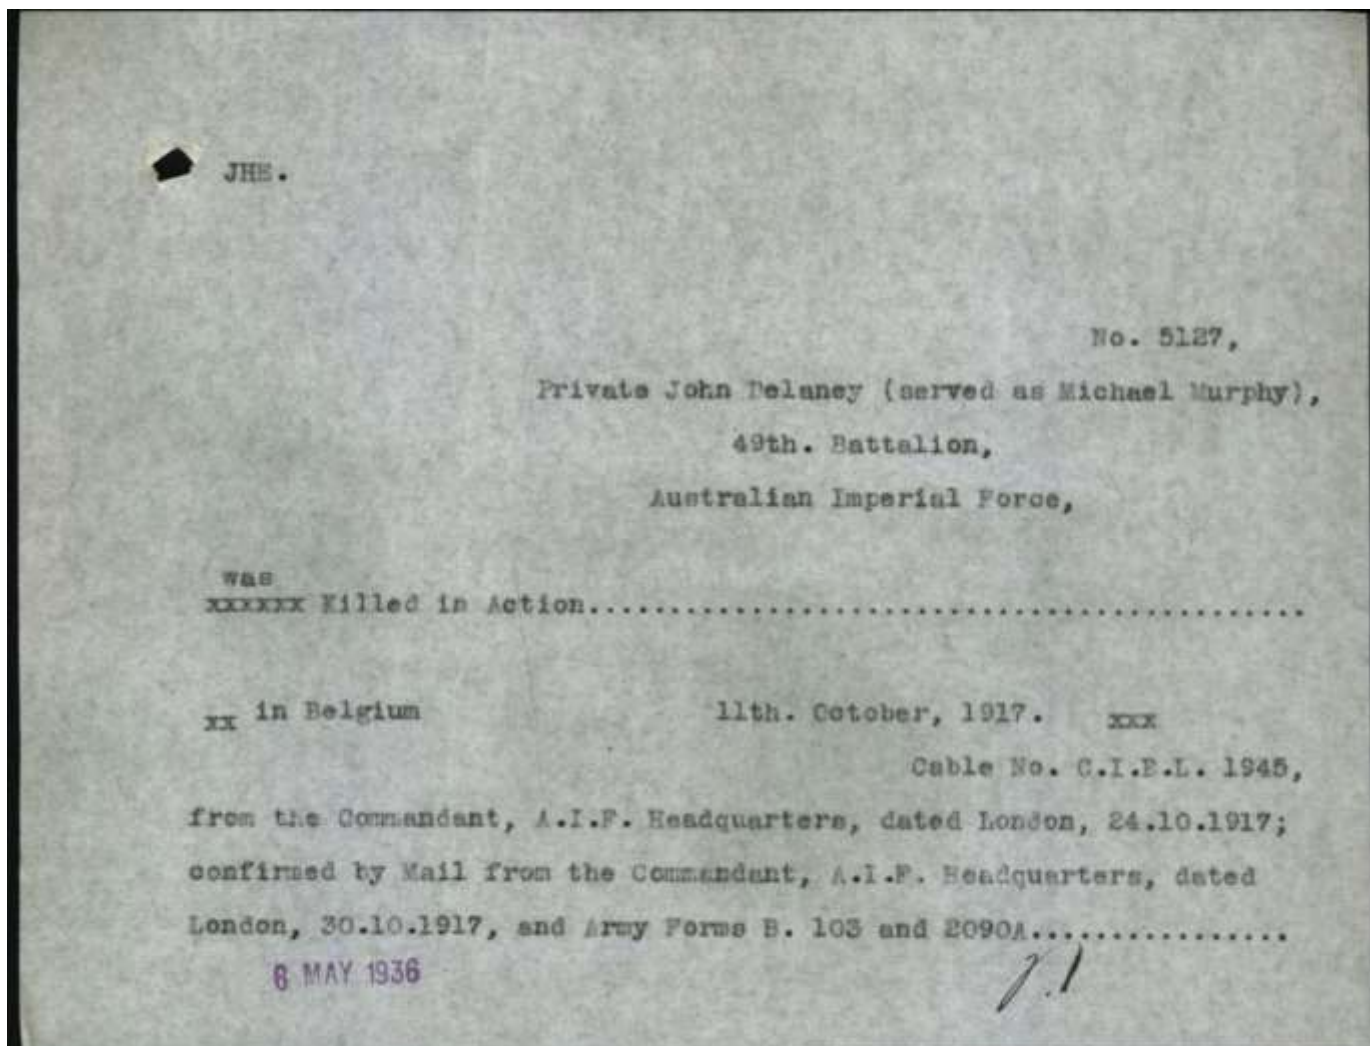 JHE.
No. 5127,
Private John Delaney (served as Michael Murphy),
49th. Battalion,
Australian Imperial Force,
was
xxxxxx Killed in Action......................................................
xx in Belgium 11th. October, 1917. xxx
Cable No. C.I.E.L. 1945,
from the Commandant, A.I.F. Headquarters, dated London, 24.10.1917;
confirmed by Mail from the Commandant, A.I.F. Headquarters, dated
London, 30.10.1917, and Army Forms B. 103 and 2090A.................
6 MAY 1936